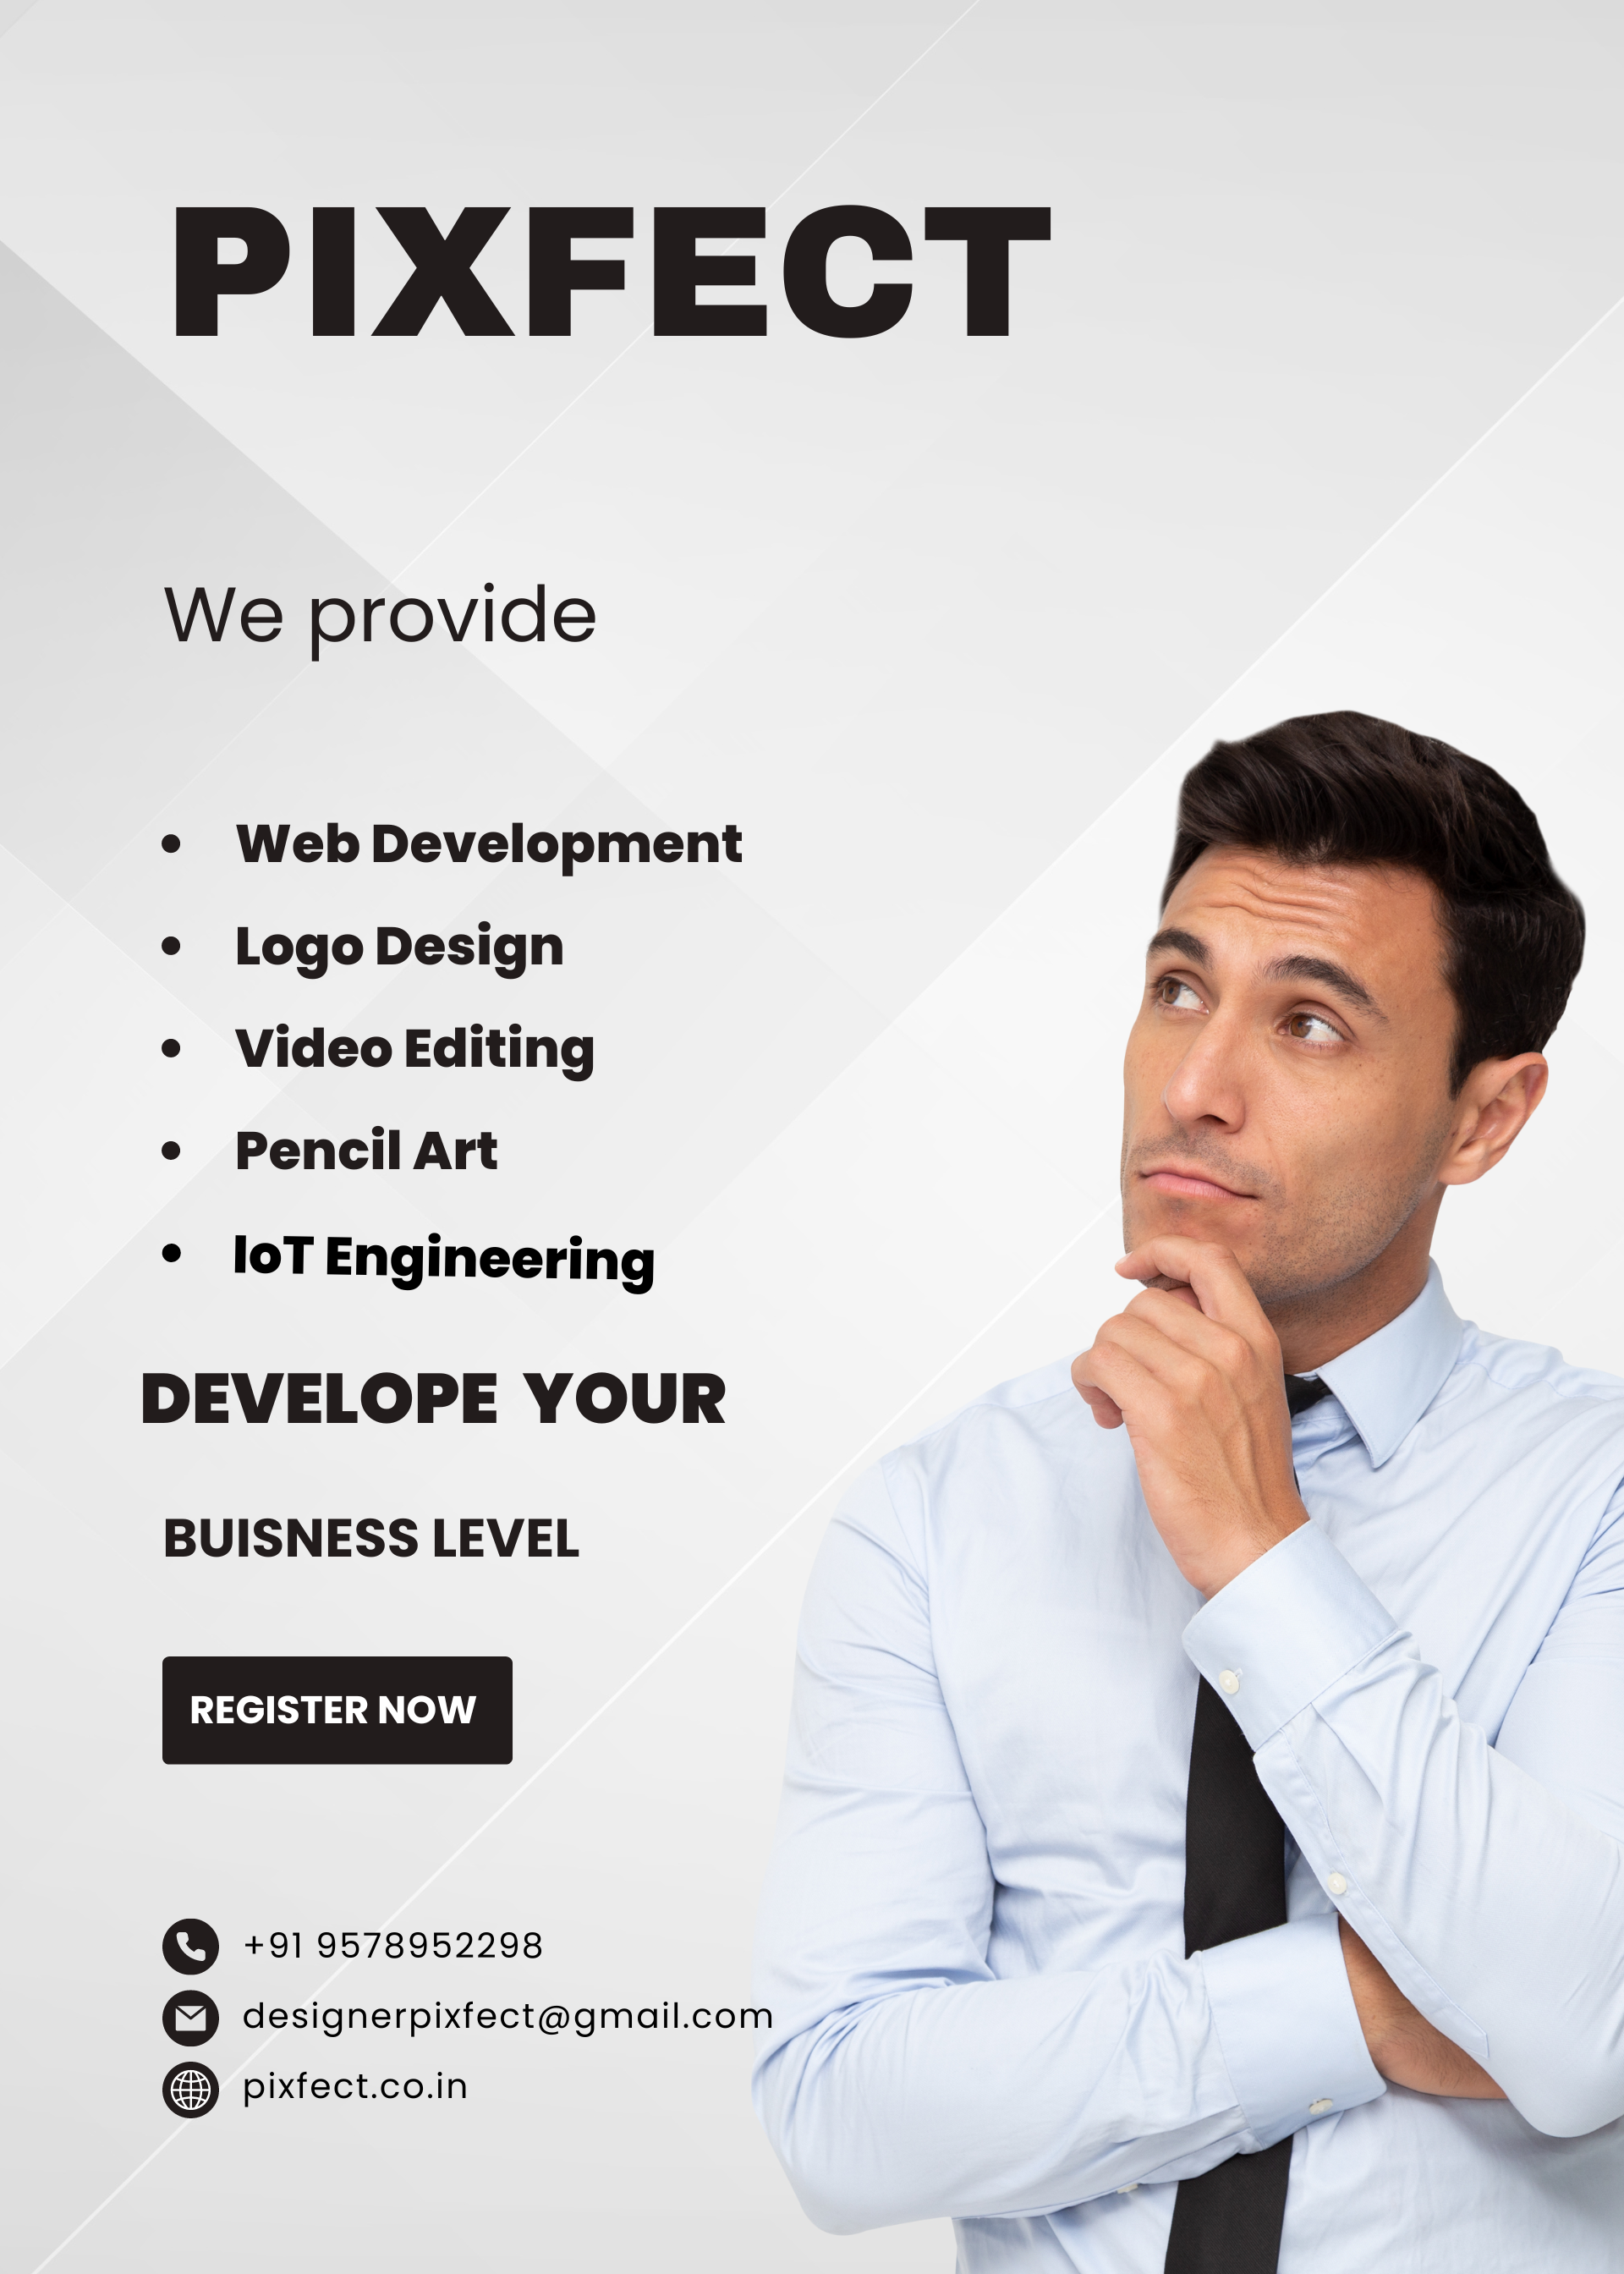 PIXFECT
We provide
• Web Development
• Logo Design
• Video Editing
• Pencil Art
• IoT Engineering
DEVELOPE YOUR
BUISNESS LEVEL
REGISTER NOW
+91 9578952298
designerpixfect@gmail.com
pixfect.co.in